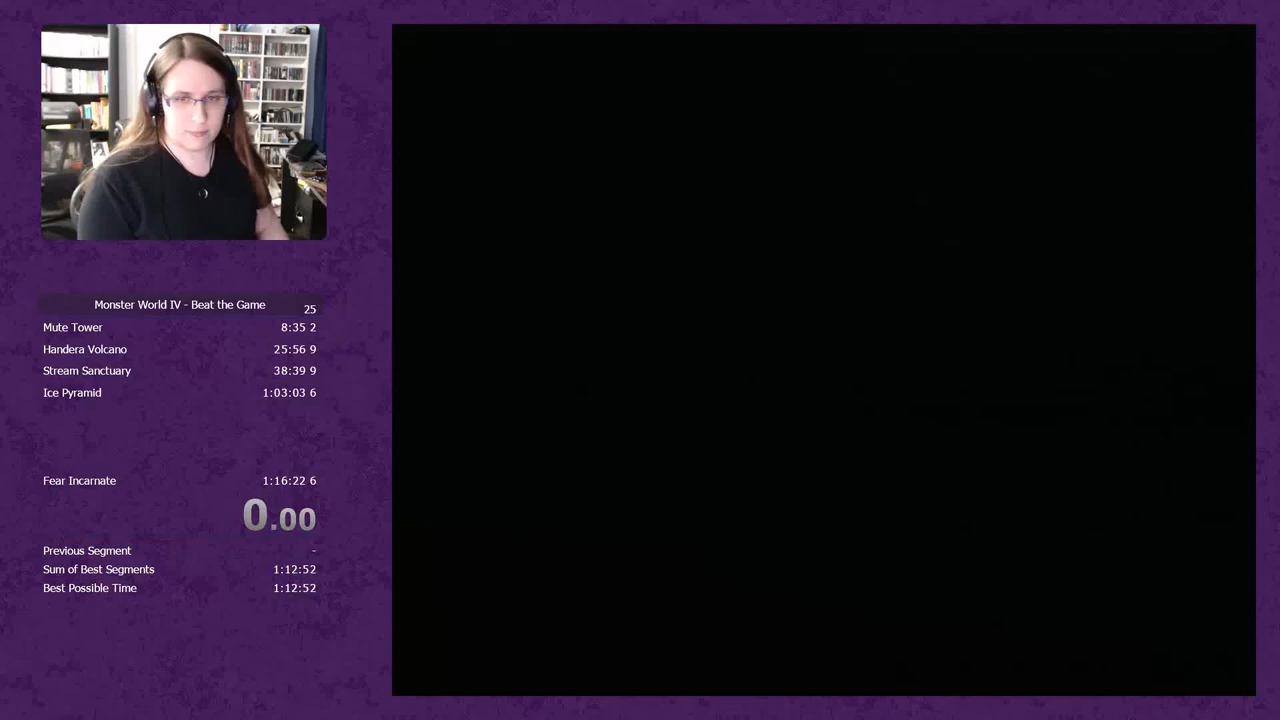 Monster World IV - Beat the Game
25
Mute Tower 8:35 2
Handera Volcano 25:56 9
Stream Sanctuary 38:39 9
Ice Pyramid 1:03:03 6
Fear Incarnate 1:16:22 6
0.00
Previous Segment -
Sum of Best Segments 1:12:52
Best Possible Time 1:12:52